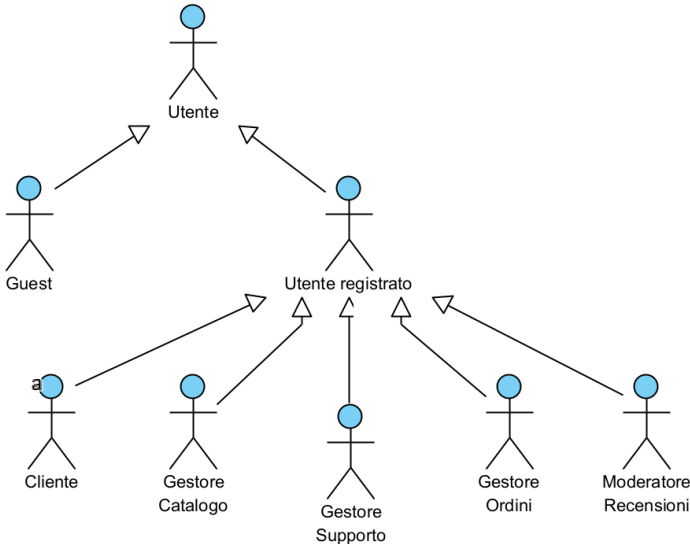 Utente
Guest
Utente registrato
a
Cliente
Gestore
Catalogo
Gestore
Supporto
Gestore
Ordini
Moderatore
Recensioni